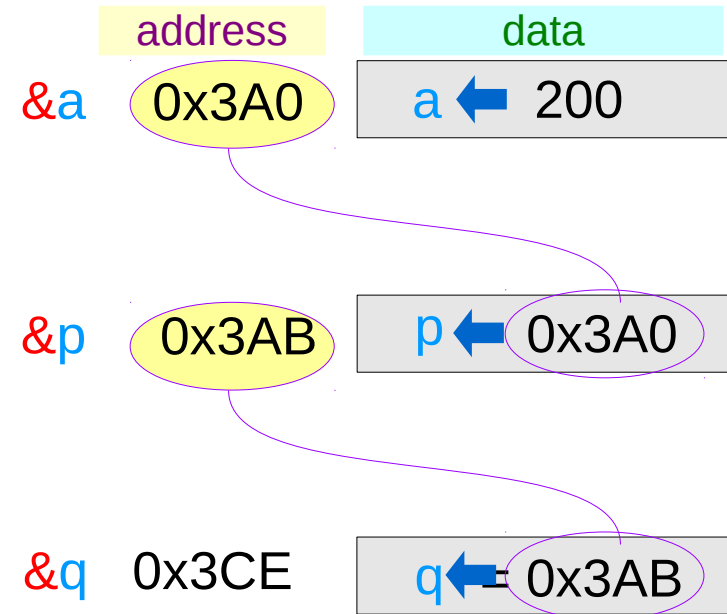 address data
&a 0x3A0 a 200
&p 0x3AB p 0x3A0
&q 0x3CE q = 0x3AB